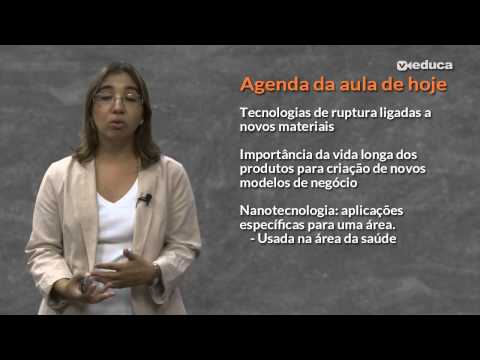 veduca
Agenda da aula de hoje
Tecnologias de ruptura ligadas a
novos materiais
Importância da vida longa dos
produtos para criação de novos
modelos de negócio
Nanotecnologia: aplicações
específicas para uma área.
- Usada na área da saúde